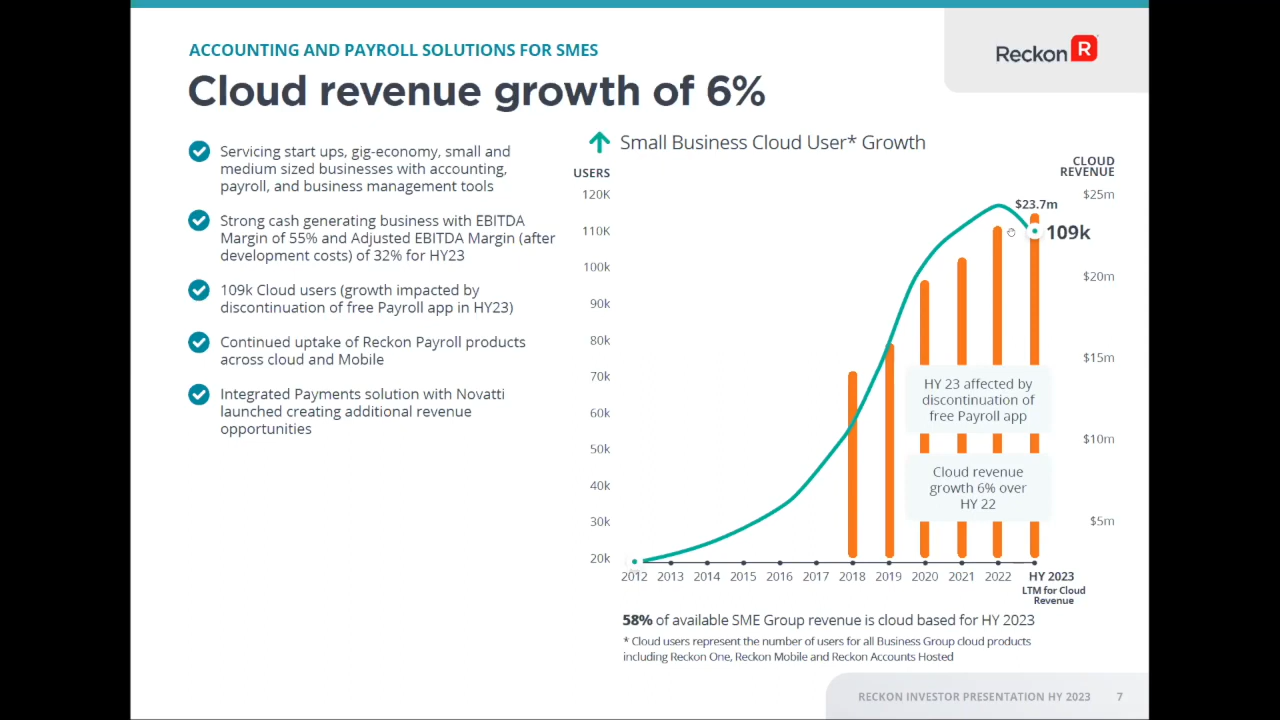 ACCOUNTING AND PAYROLL SOLUTIONS FOR SMES
Cloud revenue growth of 6%
Reckon R
Servicing start ups, gig-economy, small and
medium sized businesses with accounting,
payroll, and business management tools
Strong cash generating business with EBITDA
Margin of 55% and Adjusted EBITDA Margin (after
development costs) of 32% for HY23
109k Cloud users (growth impacted by
discontinuation of free Payroll app in HY23)
Continued uptake of Reckon Payroll products
across cloud and Mobile
Integrated Payments solution with Novatti
launched creating additional revenue
opportunities
Small Business Cloud User* Growth
USERS
120K
110K
100k
90k
80k
70k
60k
50k
40k
30k
20k
CLOUD
REVENUE
$25m
$20m
$15m
$10m
$5m
$23.7m
109k
HY 23 affected by
discontinuation of
free Payroll app
Cloud revenue
growth 6% over
HY 22
2012 2013 2014 2015 2016 2017 2018 2019 2020 2021 2022 HY 2023
LTM for Cloud
Revenue
58% of available SME Group revenue is cloud based for HY 2023
* Cloud users represent the number of users for all Business Group cloud products
including Reckon One, Reckon Mobile and Reckon Accounts Hosted
RECKON INVESTOR PRESENTATION HY 2023 7